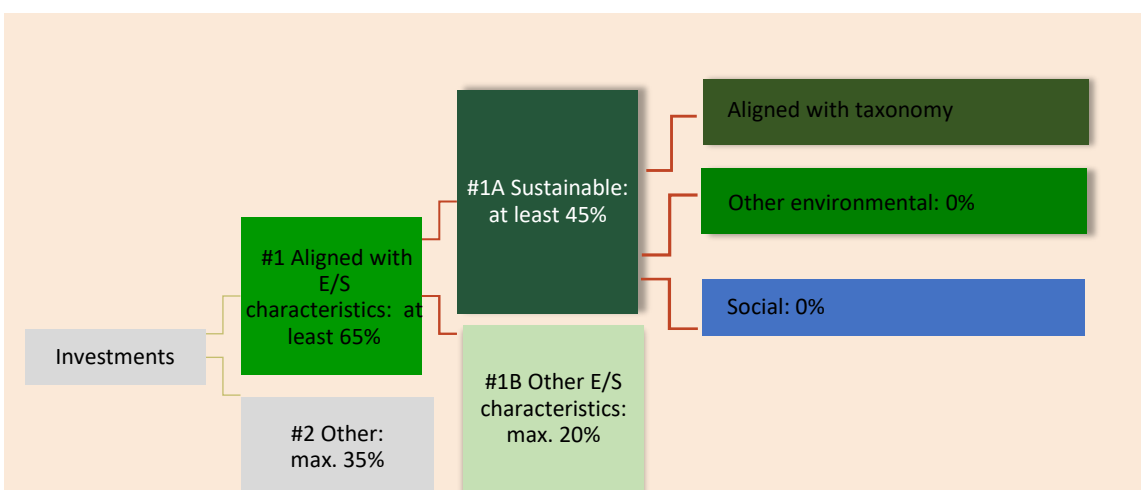 Investments
#1 Aligned with
E/S
characteristics:  at
least 65%
#2 Other:
max. 35%
#1A Sustainable:
at least 45%
#1B Other E/S
characteristics:
max. 20%
Aligned with taxonomy
Other environmental: 0%
Social: 0%